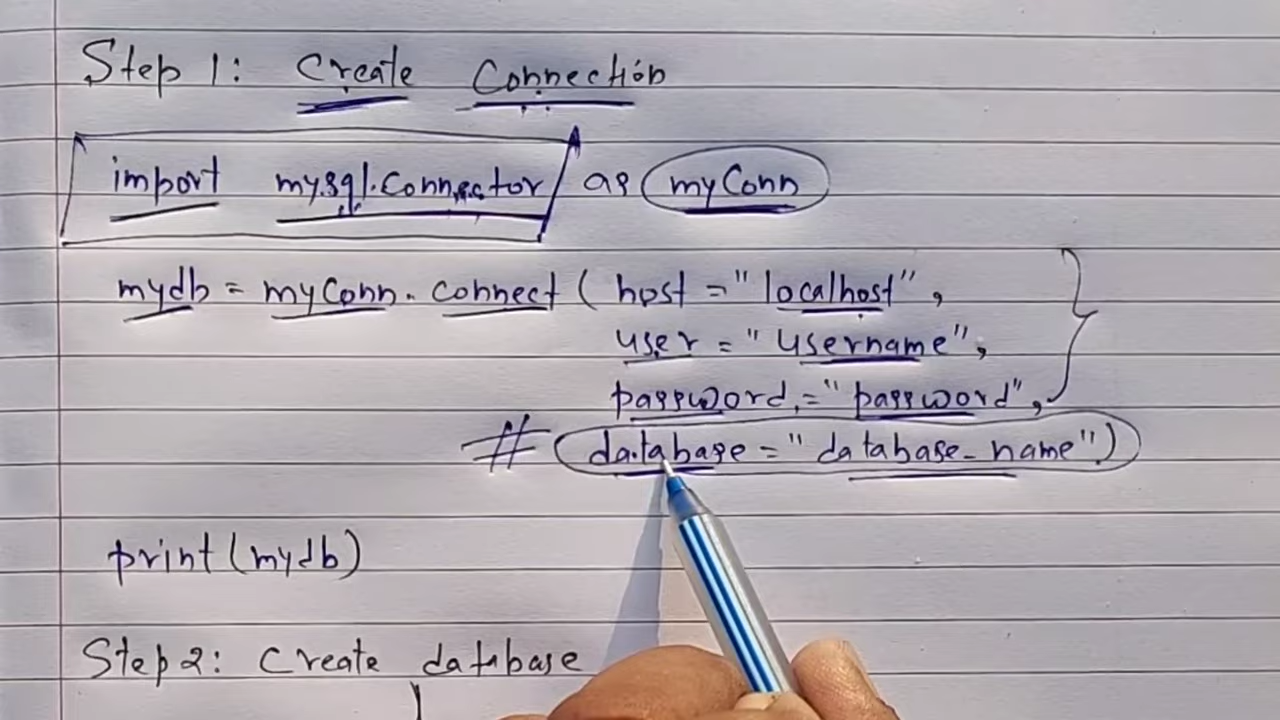 Step 1: Create Connection
import mysql.connector as myConn
mydb = myConn.connect(host="localhost",
user = "username",
password,="password",
# database="database_name")
print(mydb)
Step 2: Create database